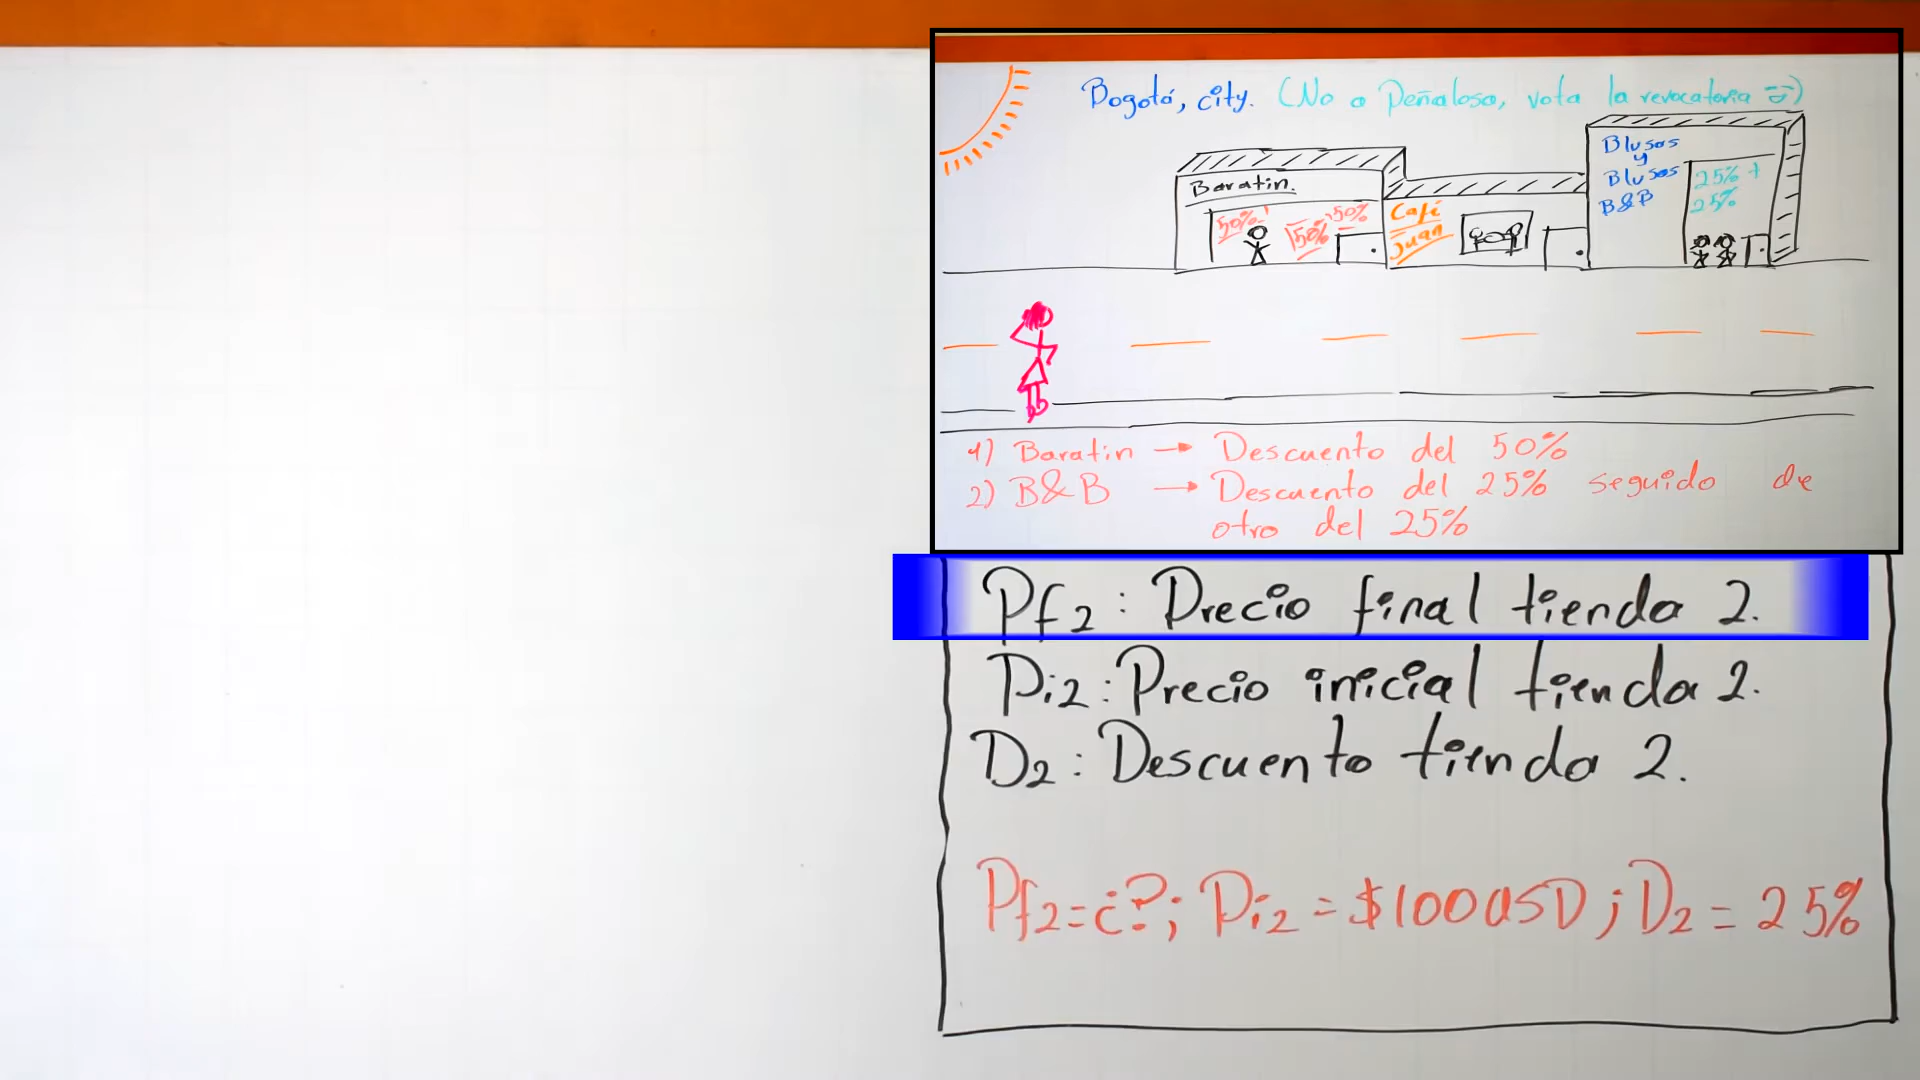 Bogotá, city. (No a Peñalosa, vota la revocatoria
Baratin.
50%
50%
50%
Café
Juan
Blusas
y
Blusas
B&B
25% +
25%
1) Baratin → Descuento del 50%
2) B&B → Descuento del 25% seguido de
otro del 25%
Pf2 : Precio final tienda 2.
Pi2 : Precio inicial tienda 2.
D2 : Descuento tienda 2.
Pf2 = ¿?; Pi2 = $100 USD ; D2 = 25%